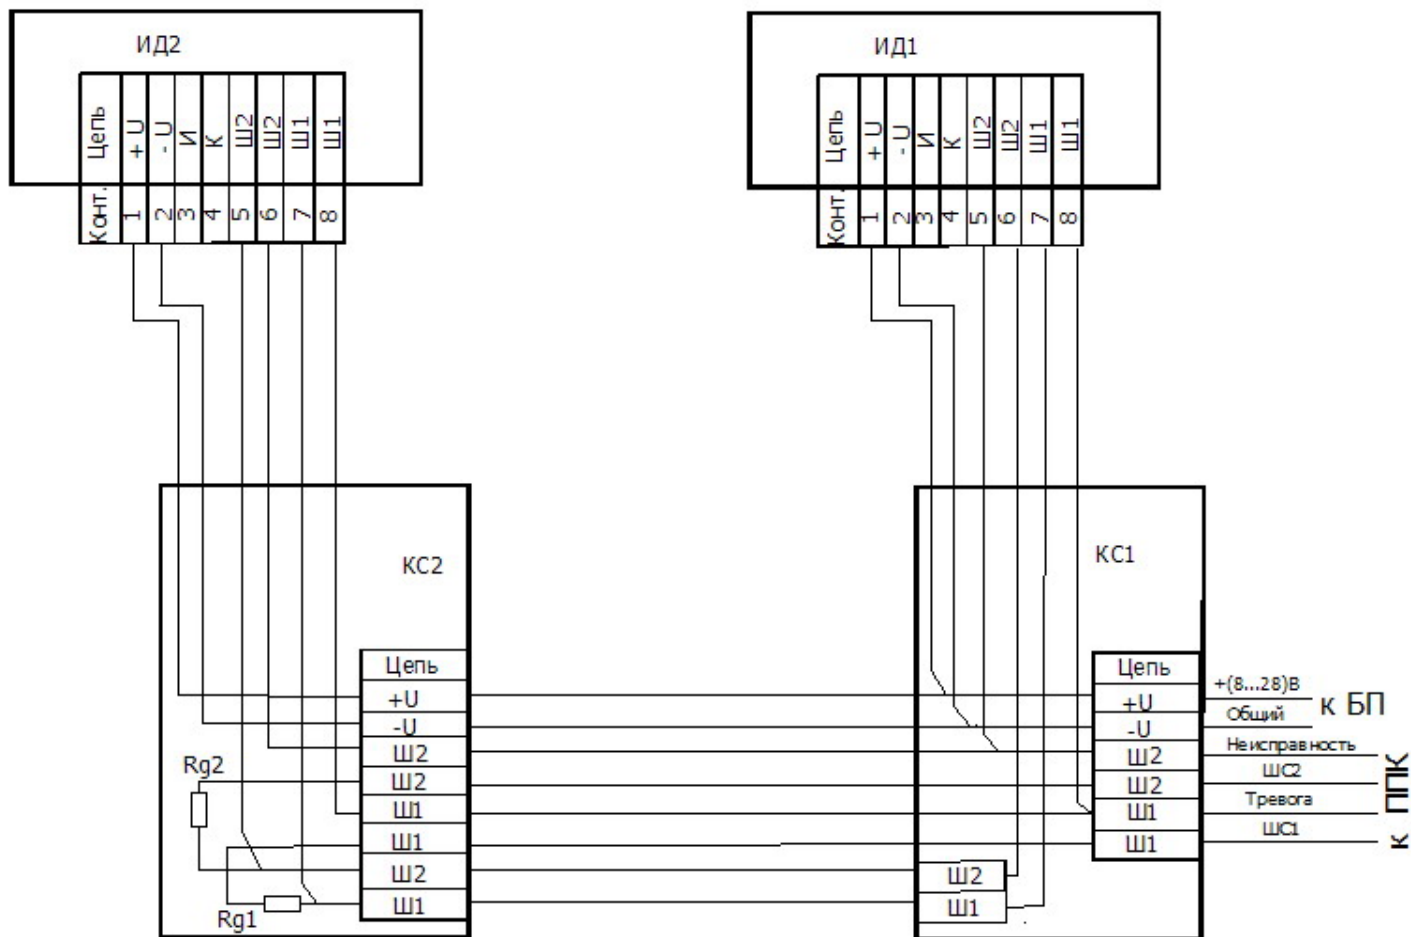 ИД2
Цепь +U -U И К Ш2 Ш2 Ш1 Ш1
Конт. 1 2 3 4 5 6 7 8
ИД1
Цепь +U -U И К Ш2 Ш2 Ш1 Ш1
Конт. 1 2 3 4 5 6 7 8
КС2
Цепь
+U
-U
Ш2
Ш2
Ш1
Ш1
Ш2
Ш1
Rg2
Rg1
КС1
Цепь
+U
-U
Ш2
Ш2
Ш1
Ш1
Ш2
Ш1
+(8...28)В
Общий
к БП
Неисправность
ШС2
Тревога
ШС1
к ППК